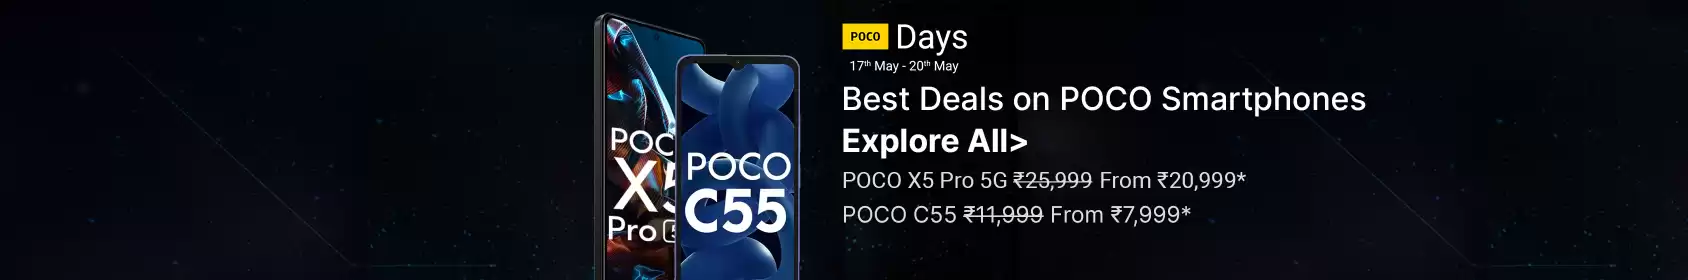 POCO
X5
Pro 5
POCO
C55
POCO Days
17th May - 20th May
Best Deals on POCO Smartphones
Explore All>
POCO X5 Pro 5G ₹25,999 From ₹20,999*
POCO C55 ₹11,999 From ₹7,999*